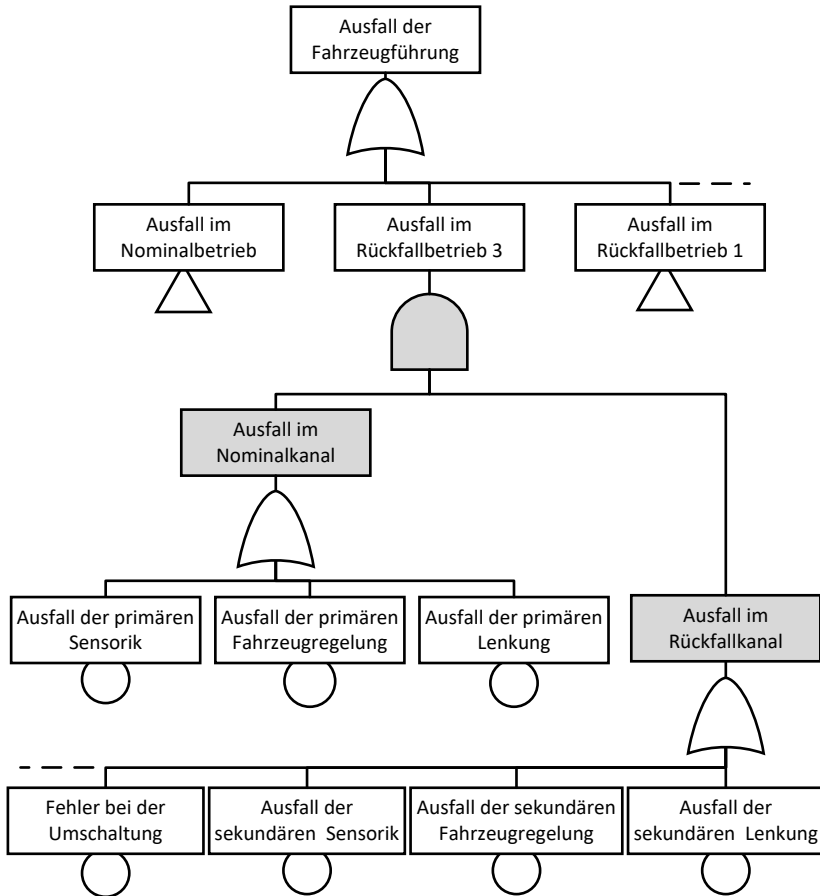 Ausfall der
Fahrzeugführung
Ausfall im
Nominalbetrieb
Ausfall im
Rückfallbetrieb 3
Ausfall im
Rückfallbetrieb 1
Ausfall im
Nominalkanal
Ausfall der primären
Sensorik
Ausfall der primären
Fahrzeugregelung
Ausfall der primären
Lenkung
Ausfall im
Rückfallkanal
Fehler bei der
Umschaltung
Ausfall der
sekundären Sensorik
Ausfall der sekundären
Fahrzeugregelung
Ausfall der
sekundären Lenkung